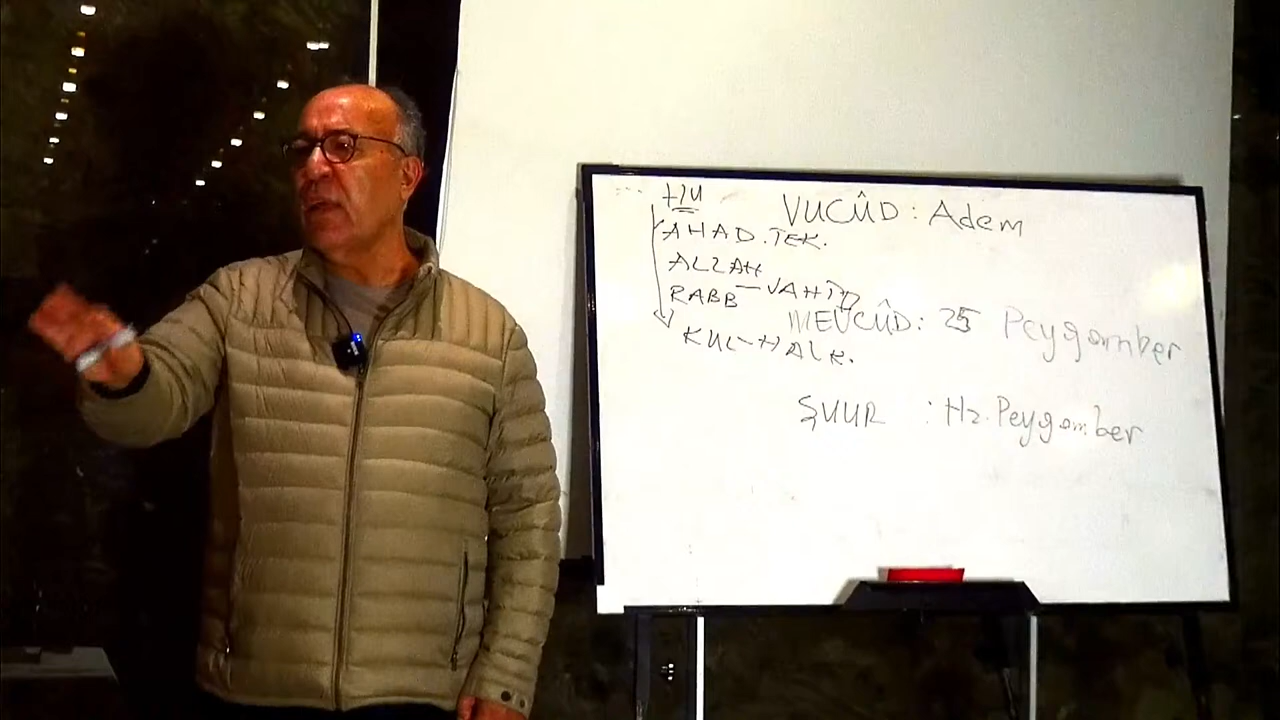 ... HU
AHAD.TEK.
ALLAH
RABB - VAHİD
KUL-HALK.
VUCÛD: Adem
MEVCÛD: 25 Peygamber
ŞUUR : Hz. Peygamber